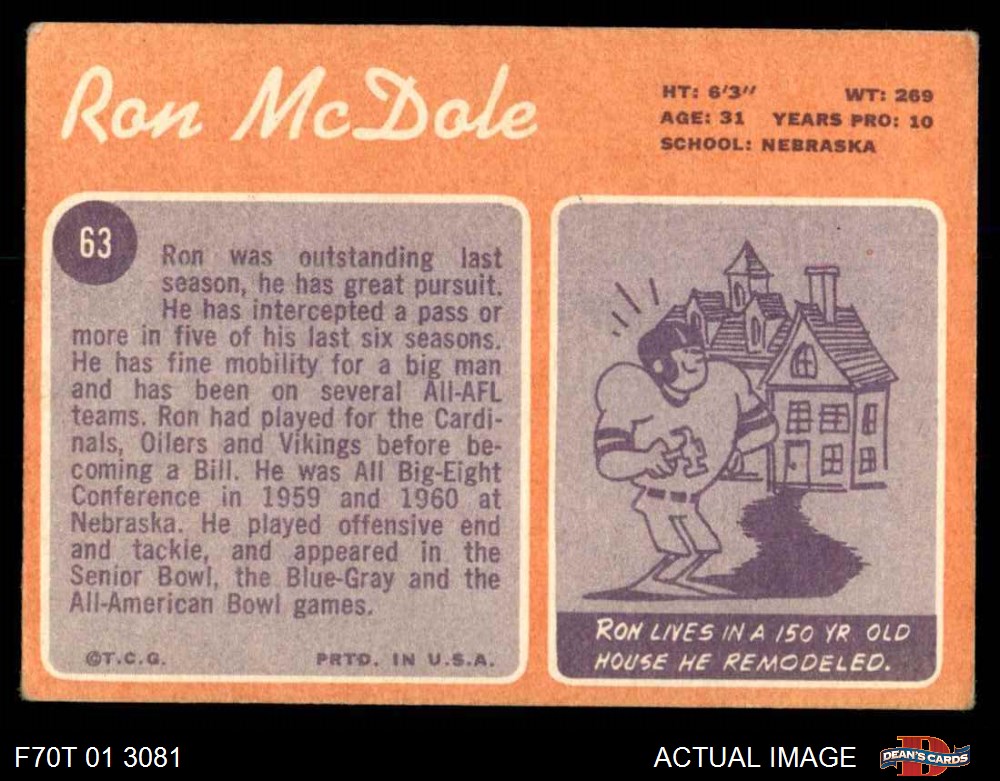 Ron McDole
HT: 6'3" WT: 269
AGE: 31 YEARS PRO: 10
SCHOOL: NEBRASKA
63
Ron was outstanding last
season, he has great pursuit.
He has intercepted a pass or
more in five of his last six seasons.
He has fine mobility for a big man
and has been on several All-AFL
teams. Ron had played for the Cardi-
nals, Oilers and Vikings before be-
coming a Bill. He was All Big-Eight
Conference in 1959 and 1960 at
Nebraska. He played offensive end
and tackle, and appeared in the
Senior Bowl, the Blue-Gray and the
All-American Bowl games.
©T.C.G. PRTD. IN U.S.A.
RON LIVES IN A 150 YR OLD
HOUSE HE REMODELED.
F70T 01 3081
ACTUAL IMAGE
D
DEAN'S CARDS